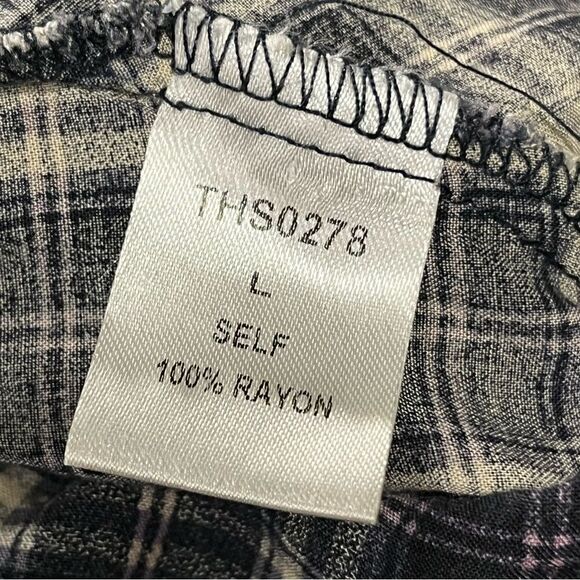 THS0278
L
SELF
100% RAYON